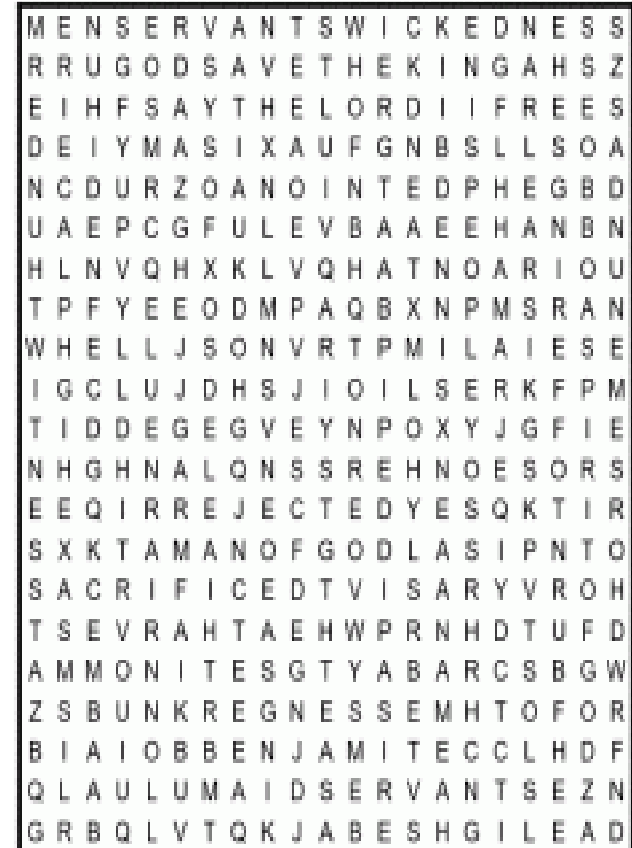 M E N S E R V A N T S W I C K E D N E S S
R R U G O D S A V E T H E K I N G A H S Z
E I H F S A Y T H E L O R D I I F R E E S
D E I Y M A S I X A U F G N B S L L S O A
N C D U R Z O A N O I N T E D P H E G B D
U A E P C G F U L E V B A A E E H A N B N
H L N V Q H X K L V Q H A T N O A R I O U
T P F Y E E O D M P A Q B X N P M S R A N
W H E L L J S O N V R T P M I L A I E S E
I G C L U J D H S J I O I L S E R K F P M
T I D D E G E G V E Y N P O X Y J G F I E
N H G H N A L Q N S S R E H N O E S O R S
E E Q I R R E J E C T E D Y E S Q K T I R
S X K T A M A N O F G O D L A S I P N T O
S A C R I F I C E D T V I S A R Y V R O H
T S E V R A H T A E H W P R N H D T U F D
A M M O N I T E S G T Y A B A R C S B G W
Z S B U N K R E G N E S S E M H T O F O R
B I A I O B B E N J A M I T E C C L H D F
Q L A U L U M A I D S E R V A N T S E Z N
G R B Q L V T Q K J A B E S H G I L E A D